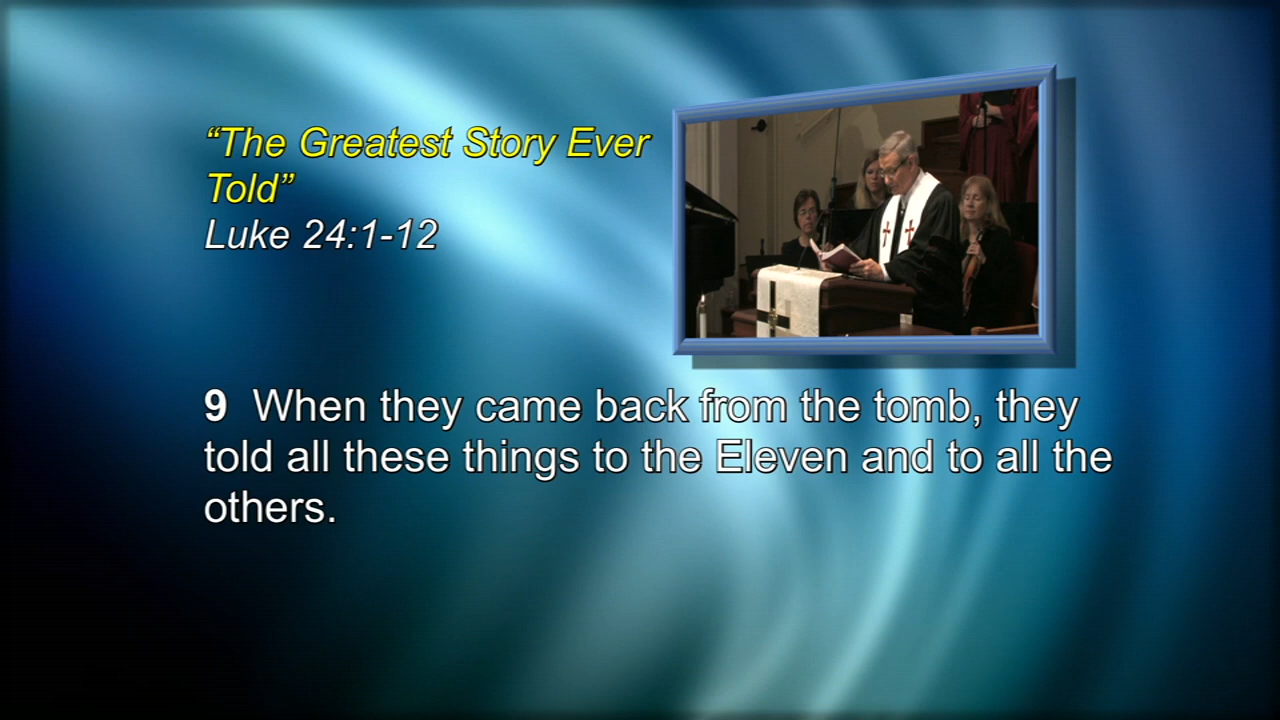 “The Greatest Story Ever
Told”
Luke 24:1-12
9 When they came back from the tomb, they
told all these things to the Eleven and to all the
others.